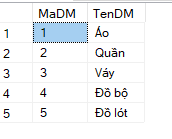 MaDM TenDM
1 1 Áo
2 2 Quần
3 3 Váy
4 4 Đồ bộ
5 5 Đồ lót